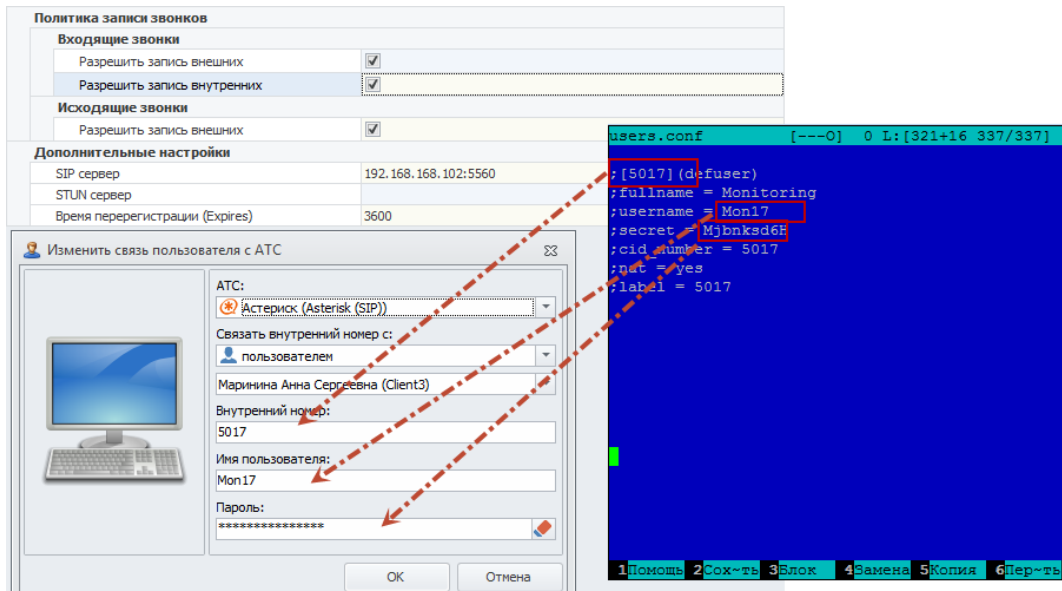 Политика записи звонков
Входящие звонки
Разрешить запись внешних
Разрешить запись внутренних
Исходящие звонки
Разрешить запись внешних
Дополнительные настройки
SIP сервер 192.168.168.102:5560
STUN сервер
Время перерегистрации (Expires) 3600
Изменить связь пользователя с АТС
АТС:
Астериск (Asterisk (SIP))
Связать внутренний номер с:
пользователем
Маринина Анна Сергеевна (Client3)
Внутренний номер:
5017
Имя пользователя:
Mon17
Пароль:
***************
ОК Отмена
users.conf [---O] 0 L:[321+16 337/337]
;[5017](defuser)
;fullname = Monitoring
;username = Mon17
;secret = Mjbnksd6H
;cid_number = 5017
;nat = yes
;label = 5017
1Помощь 2Сох~ть 3Блок 4Замена 5Копия 6Пер~ть